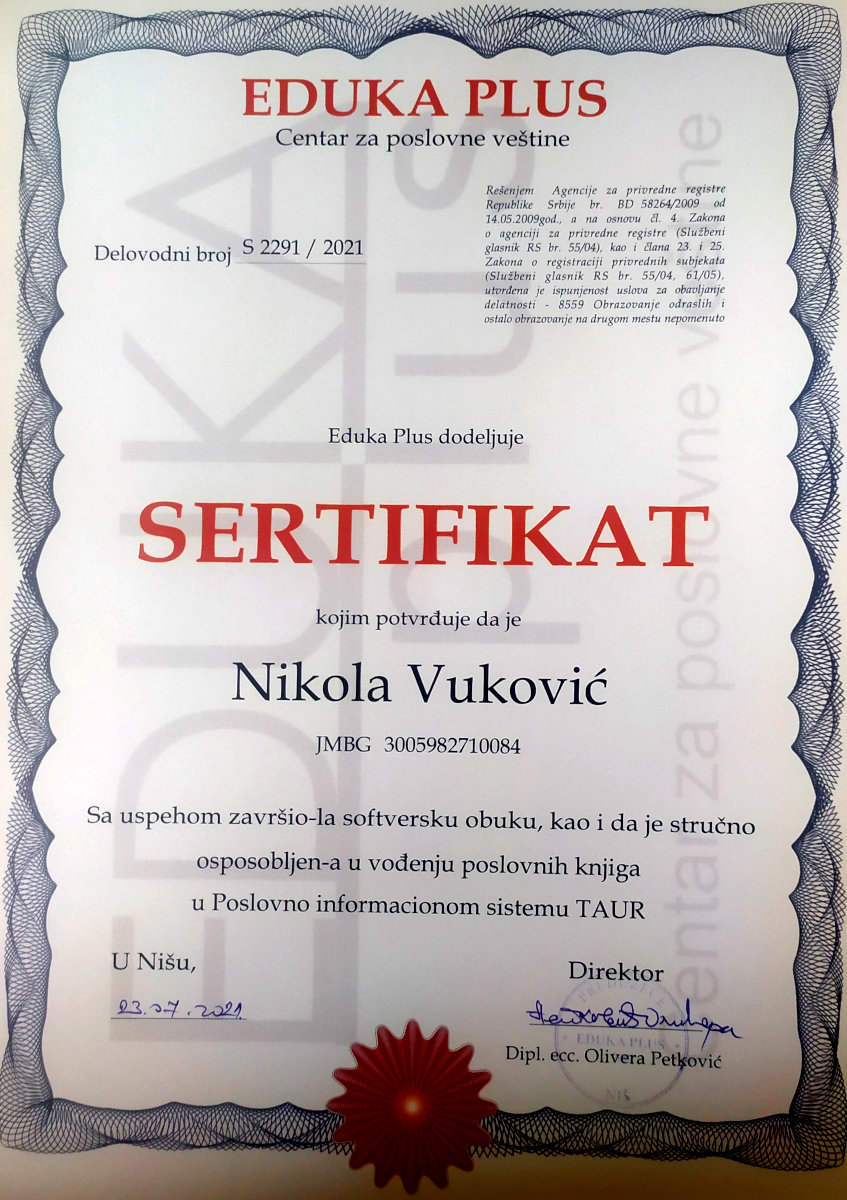 EDUKA PLUS
Centar za poslovne veštine
Rešenjem Agencije za privredne registre
Republike Srbije br. BD 58264/2009 od
14.05.2009god., a na osnovu čl. 4. Zakona
o agenciji za privredne registre (Službeni
glasnik RS br. 55/04), kao i člana 23. i 25.
Zakona o registraciji privrednih subjekata
(Službeni glasnik RS br. 55/04, 61/05),
utvrđena je ispunjenost uslova za obavljanje
delatnosti - 8559 Obrazovanje odraslih i
ostalo obrazovanje na drugom mestu nepomenuto
Delovodni broj S 2291 / 2021
Eduka Plus dodeljuje
SERTIFIKAT
kojim potvrđuje da je
Nikola Vuković
JMBG 3005982710084
Sa uspehom završio-la softversku obuku, kao i da je stručno
osposobljen-a u vođenju poslovnih knjiga
u Poslovno informacionom sistemu TAUR
U Nišu,
23.07.2021.
Direktor
PREDUZEĆE
EDUKA PLUS
NIŠ
Dipl. ecc. Olivera Petković
EDUKA
plus
centar za poslovne veštine